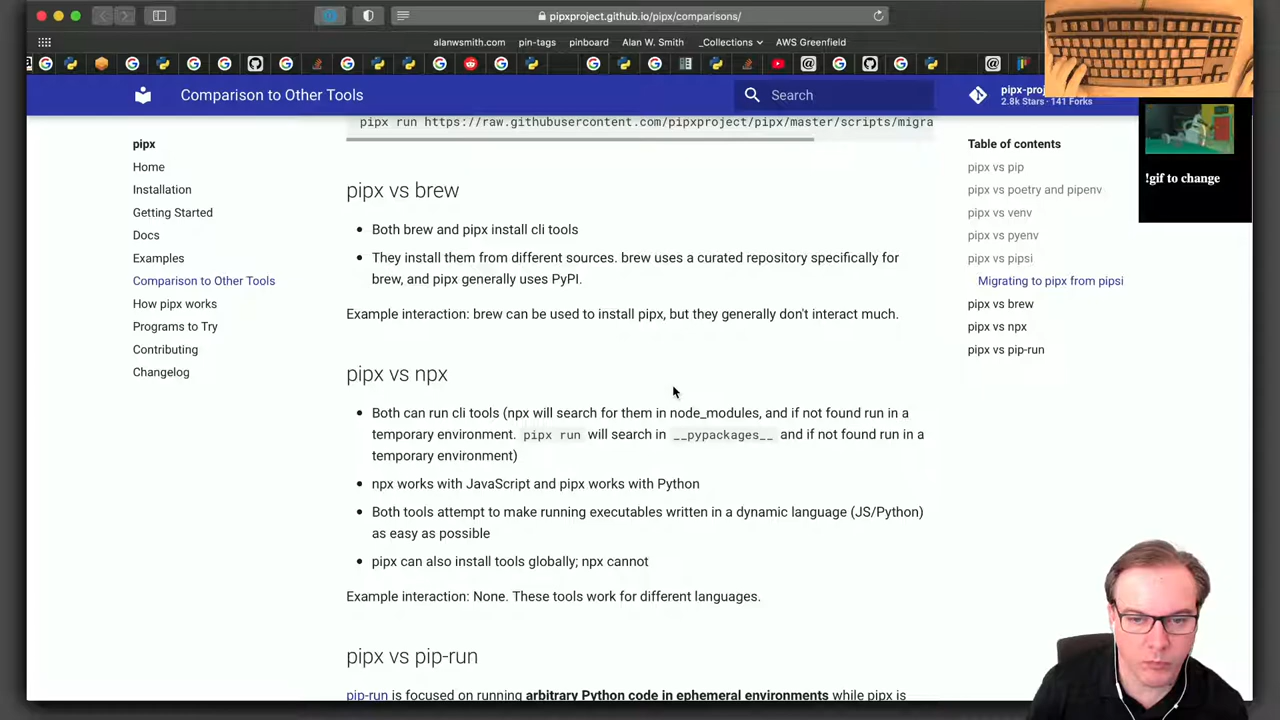 pipxproject.github.io/pipx/comparisons/
alanwsmith.com pin-tags pinboard Alan W. Smith _Collections AWS Greenfield
Comparison to Other Tools
Search
pipx-pro
2.8k Stars · 141 Forks
!gif to change
pipx
Home
Installation
Getting Started
Docs
Examples
Comparison to Other Tools
How pipx works
Programs to Try
Contributing
Changelog
pipx run https://raw.githubusercontent.com/pipxproject/pipx/master/scripts/migra
pipx vs brew
Both brew and pipx install cli tools
They install them from different sources. brew uses a curated repository specifically for
brew, and pipx generally uses PyPI.
Example interaction: brew can be used to install pipx, but they generally don't interact much.
pipx vs npx
Both can run cli tools (npx will search for them in node_modules, and if not found run in a
temporary environment. pipx run will search in __pypackages__ and if not found run in a
temporary environment)
npx works with JavaScript and pipx works with Python
Both tools attempt to make running executables written in a dynamic language (JS/Python)
as easy as possible
pipx can also install tools globally; npx cannot
Example interaction: None. These tools work for different languages.
pipx vs pip-run
pip-run is focused on running arbitrary Python code in ephemeral environments while pipx is
Table of contents
pipx vs pip
pipx vs poetry and pipenv
pipx vs venv
pipx vs pyenv
pipx vs pipsi
Migrating to pipx from pipsi
pipx vs brew
pipx vs npx
pipx vs pip-run